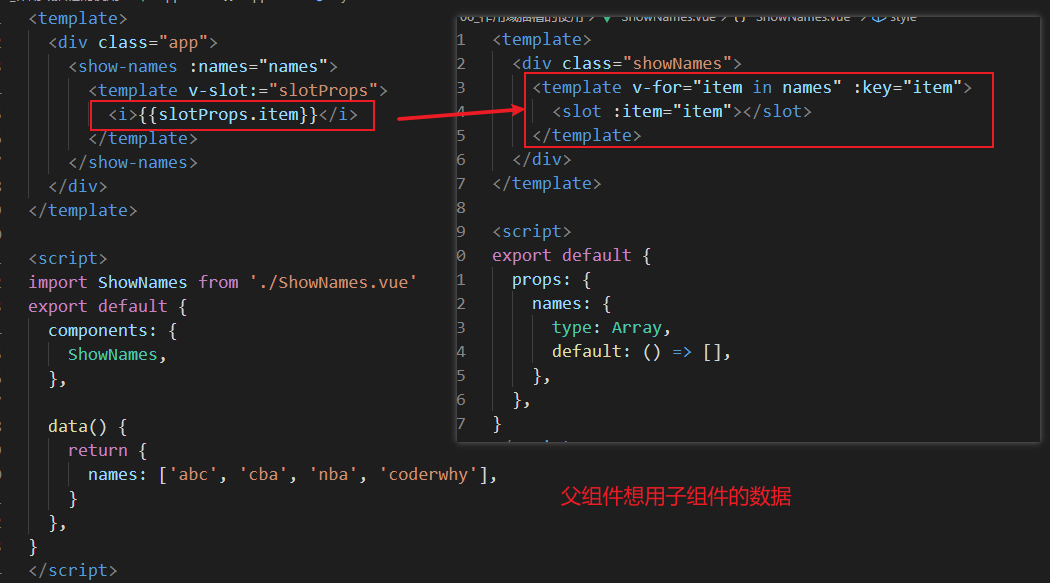 <template>
<div class="app">
<show-names :names="names">
<template v-slot:="slotProps">
<i>{{slotProps.item}}</i>
</template>
</show-names>
</div>
</template>
<script>
import ShowNames from './ShowNames.vue'
export default {
components: {
ShowNames,
},
data() {
return {
names: ['abc', 'cba', 'nba', 'coderwhy'],
}
},
}
</script>
ShowNames.vue > {} "ShowNames.vue" > style
1 <template>
2 <div class="showNames">
3 <template v-for="item in names" :key="item">
4 <slot :item="item"></slot>
5 </template>
6 </div>
7 </template>
8
9 <script>
0 export default {
1 props: {
2 names: {
3 type: Array,
4 default: () => [],
5 },
6 },
7 }
父组件想用子组件的数据